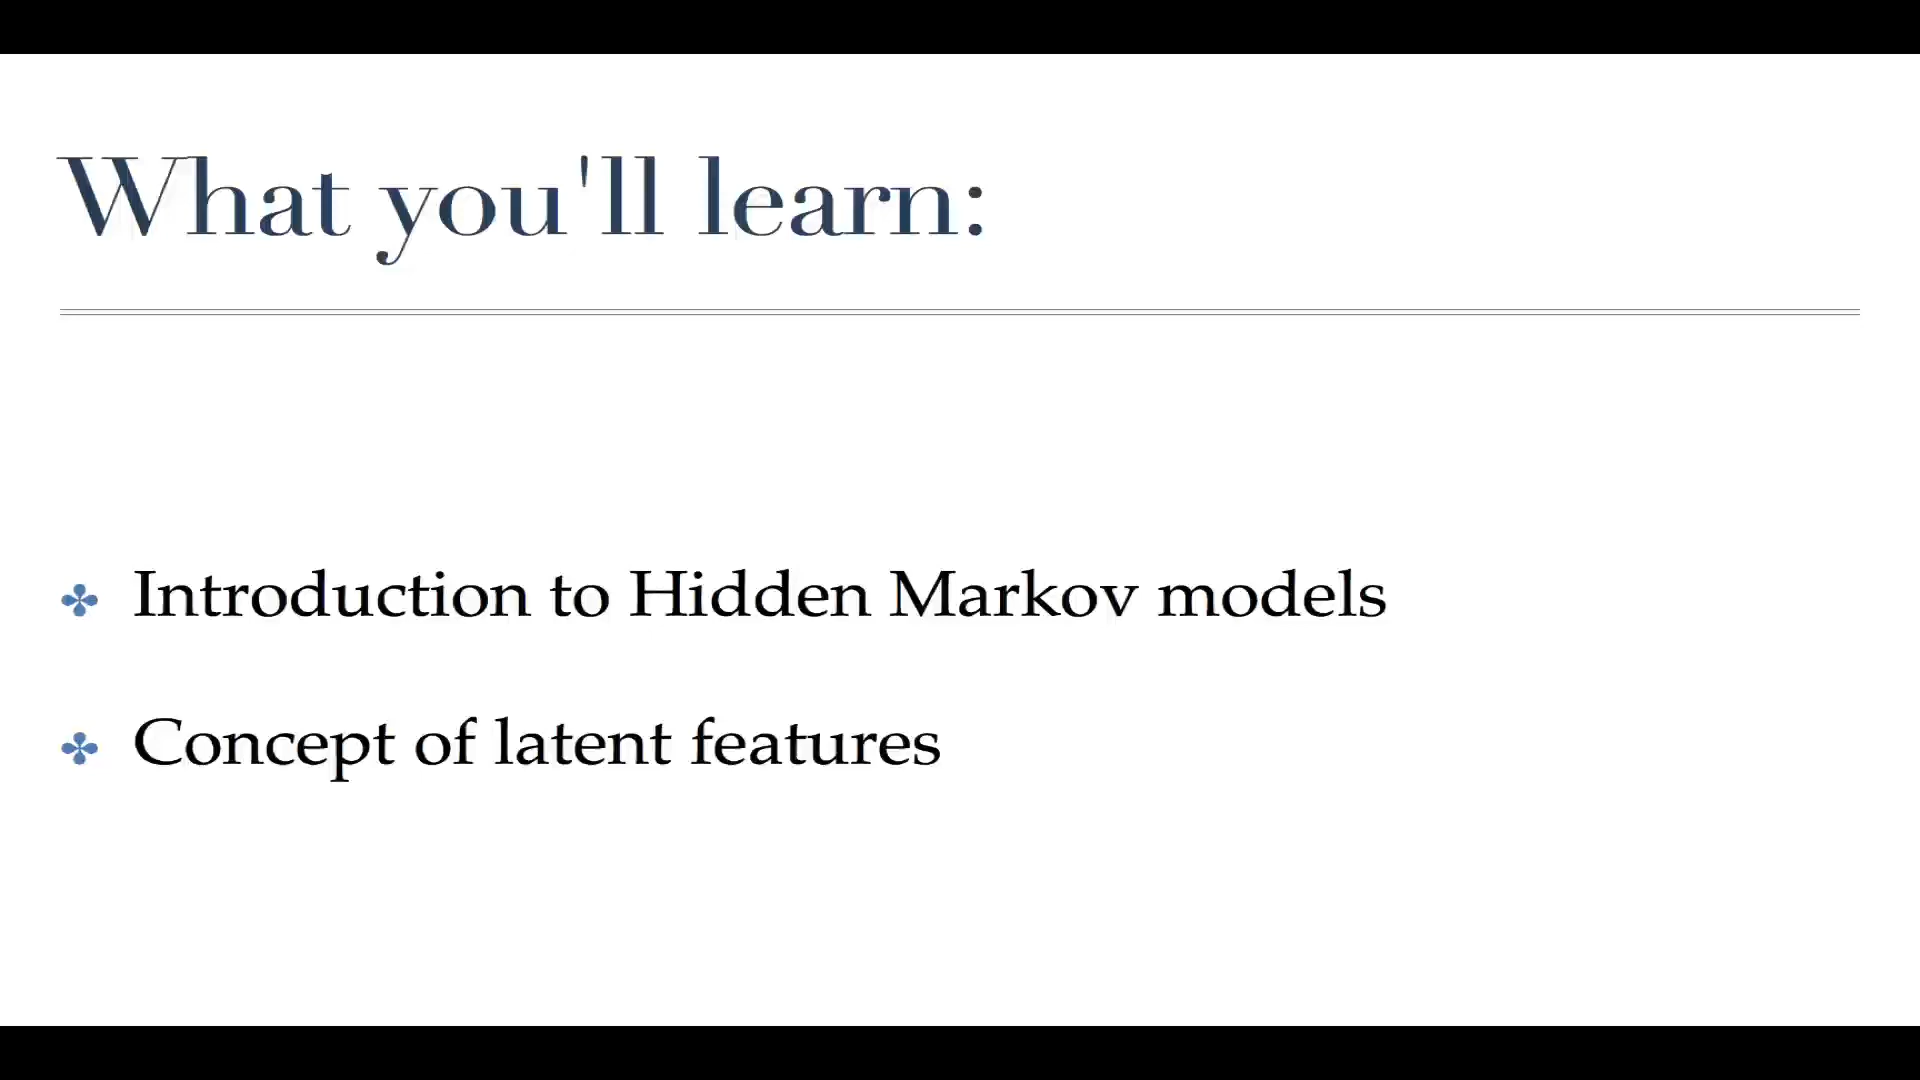 What you'll learn:
Introduction to Hidden Markov models
Concept of latent features